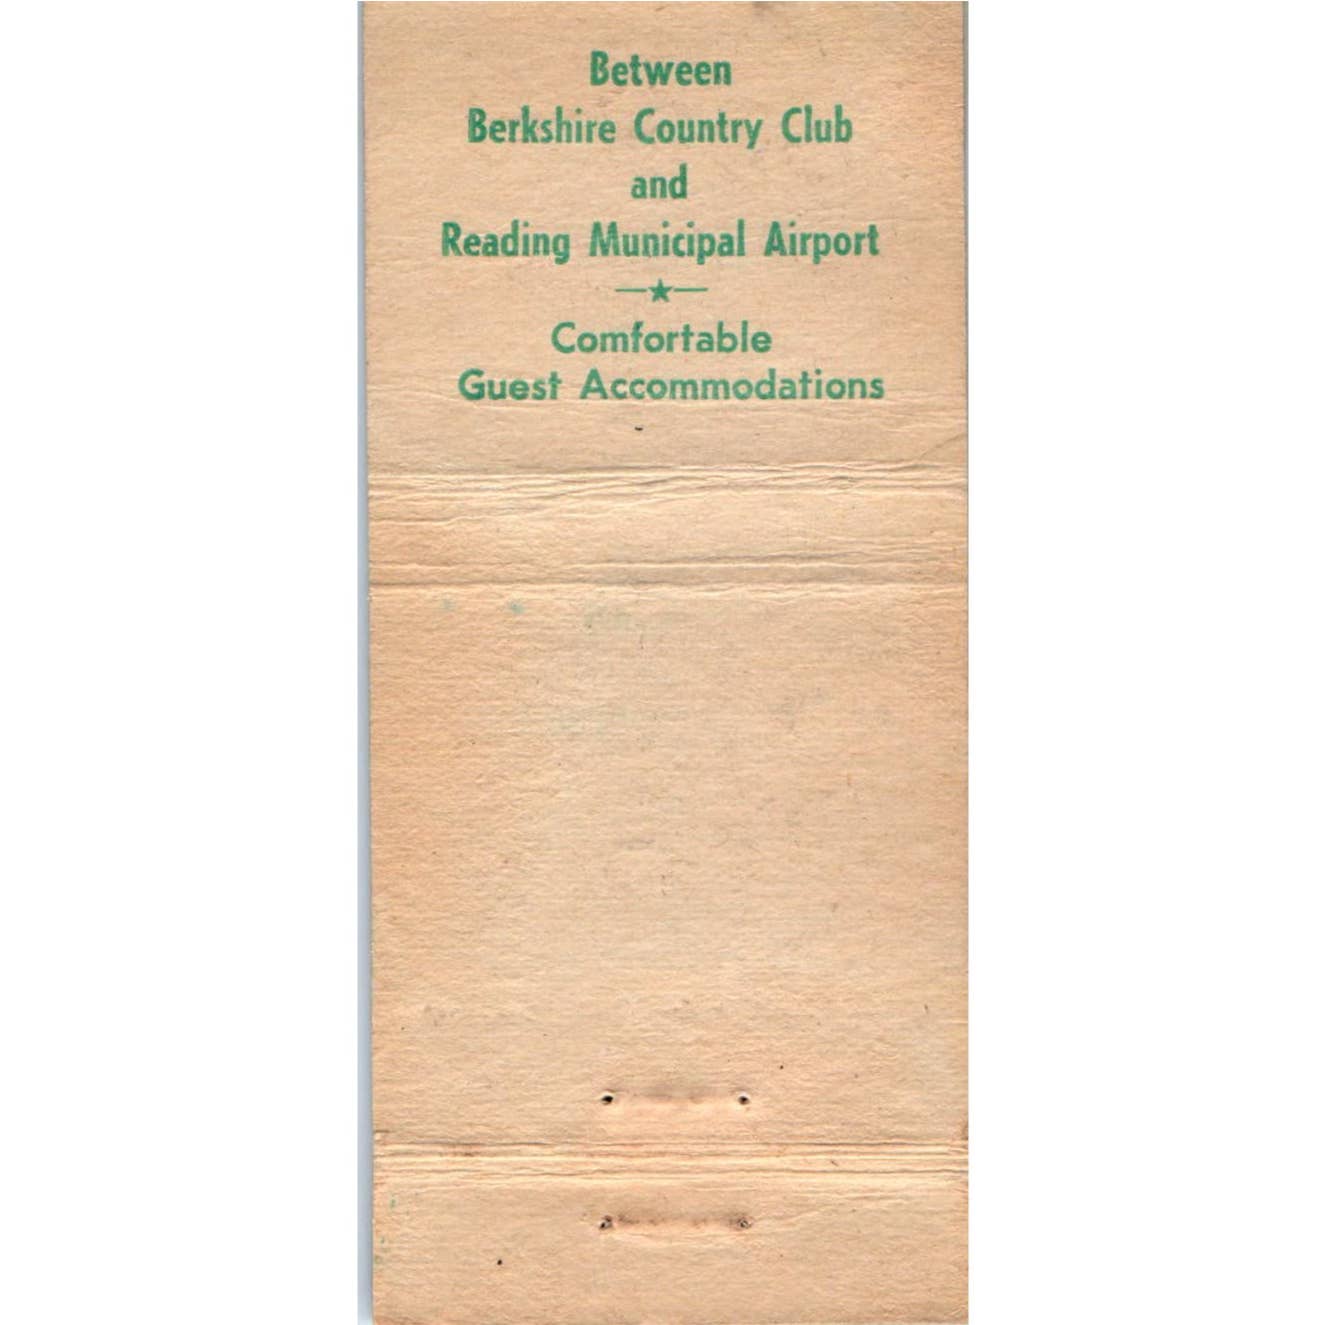 Between
Berkshire Country Club
and
Reading Municipal Airport
Comfortable
Guest Accommodations